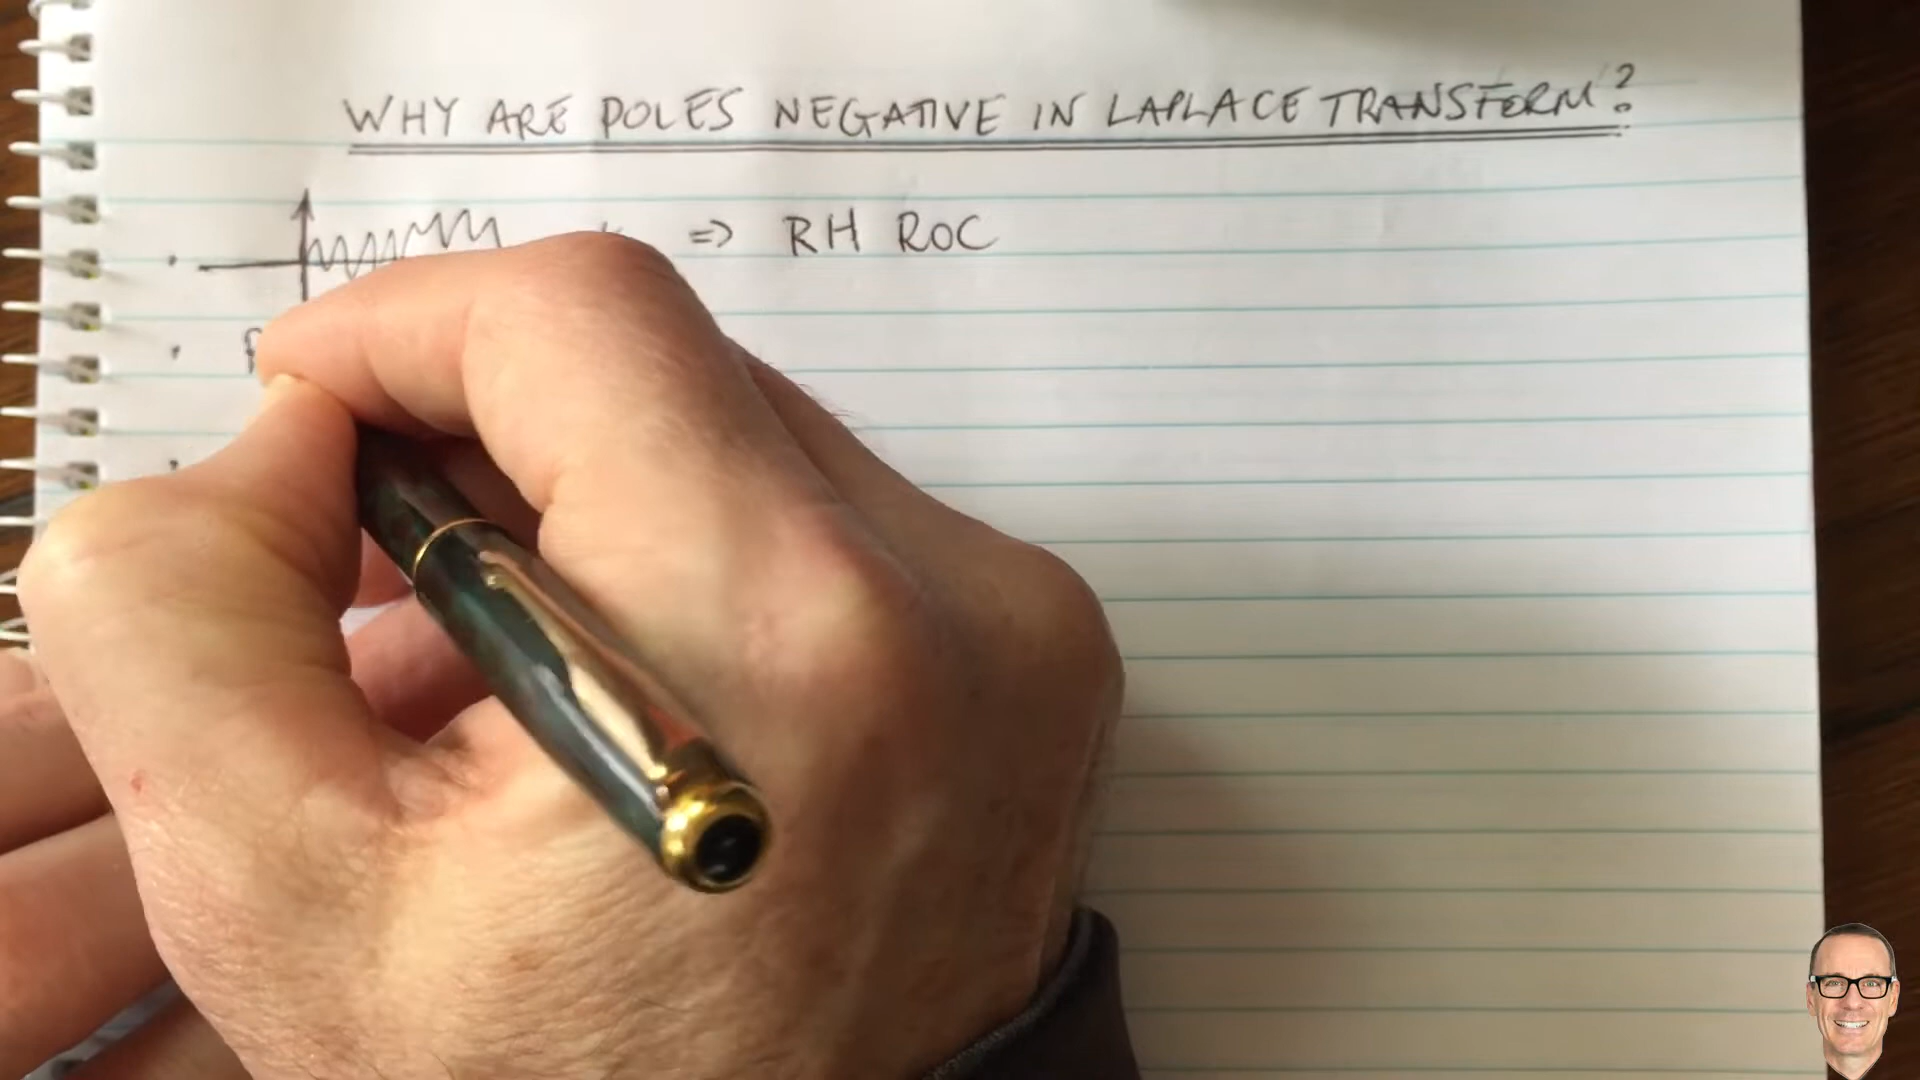 WHY ARE POLES NEGATIVE IN LAPLACE TRANSFORM?
=> RH ROC